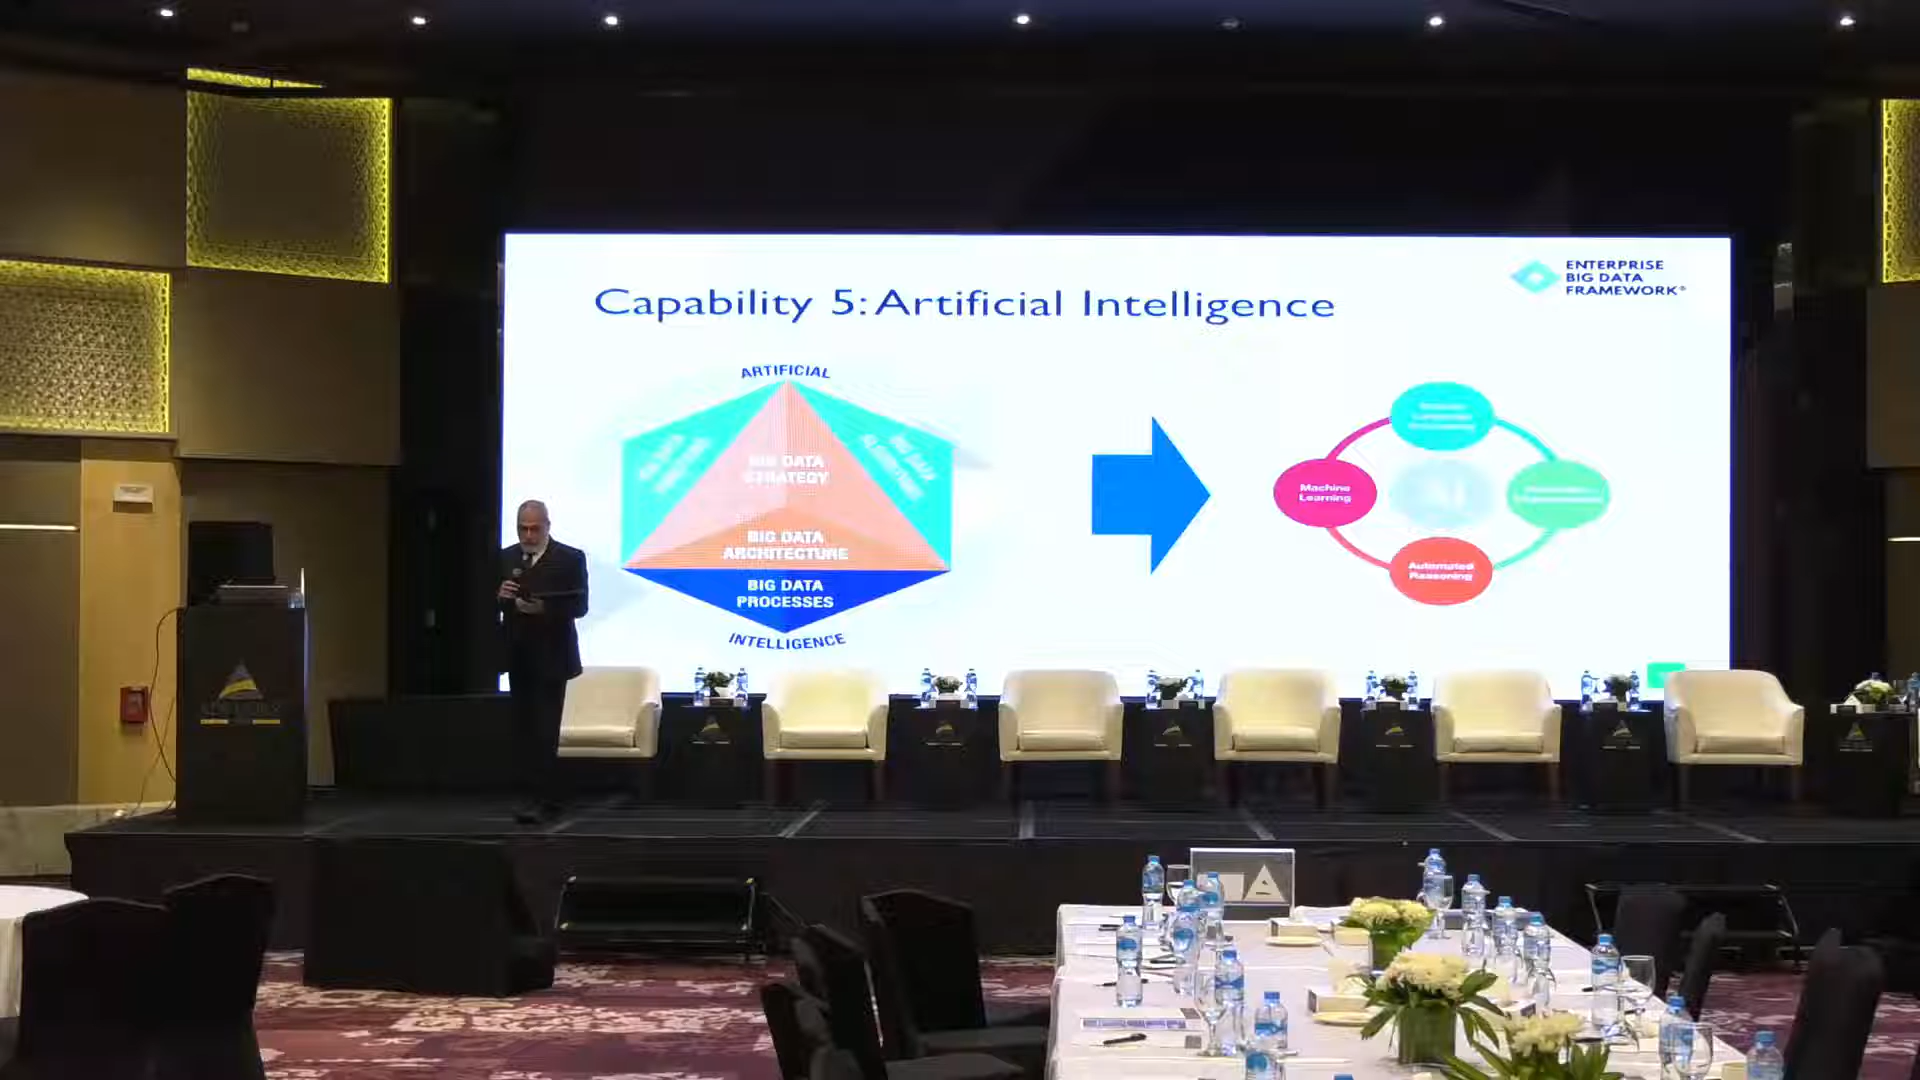 Capability 5: Artificial Intelligence
ENTERPRISE
BIG DATA
FRAMEWORK®
ARTIFICIAL
BIG DATA
STRATEGY
BIG DATA
ARCHITECTURE
BIG DATA
PROCESSES
INTELLIGENCE
Machine
Learning
Automated
Reasoning